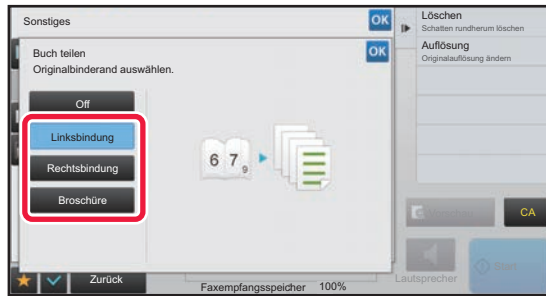 Sonstiges
OK
Löschen
Schatten rundherum löschen
Buch teilen
OK
Originalbinderand auswählen.
Auflösung
Originalauflösung ändern
Off
Linksbindung
Rechtsbindung
Broschüre
6 7 9
CA
Zurück
Faxempfangsspeicher 100%
Lautsprecher
Start